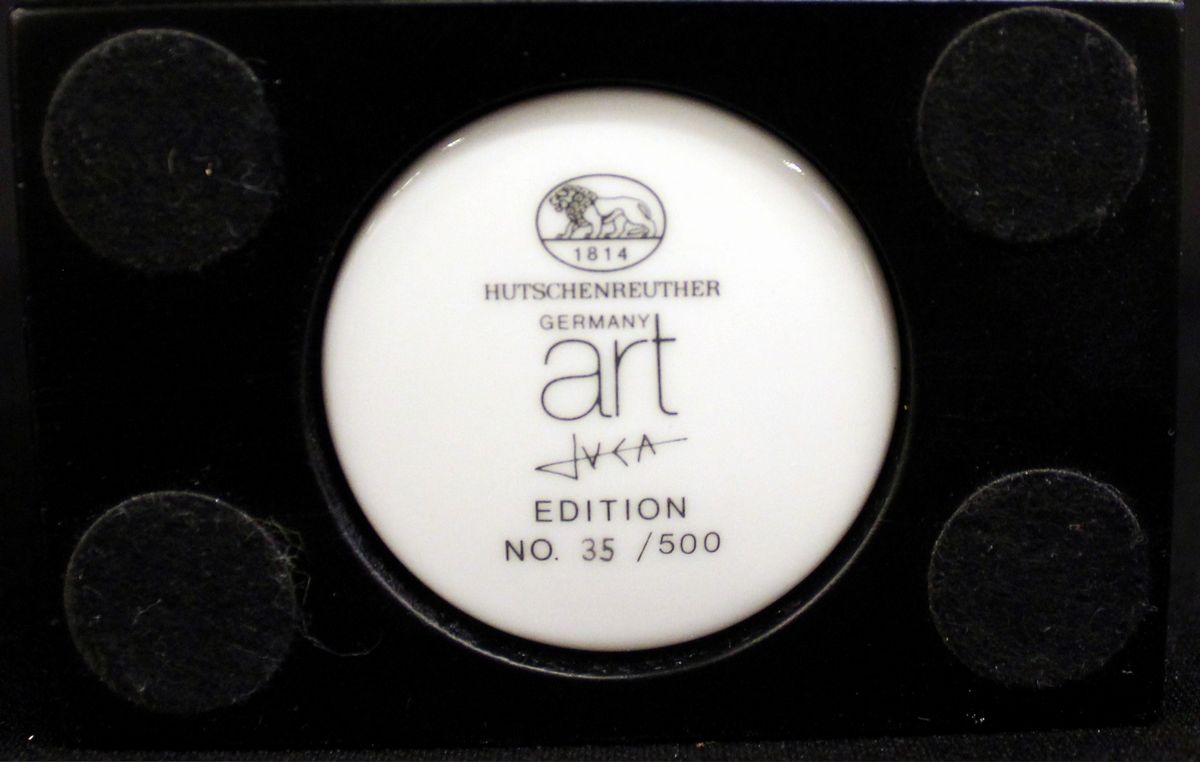 1814
HUTSCHENREUTHER
GERMANY
art
EDITION
NO. 35 /500